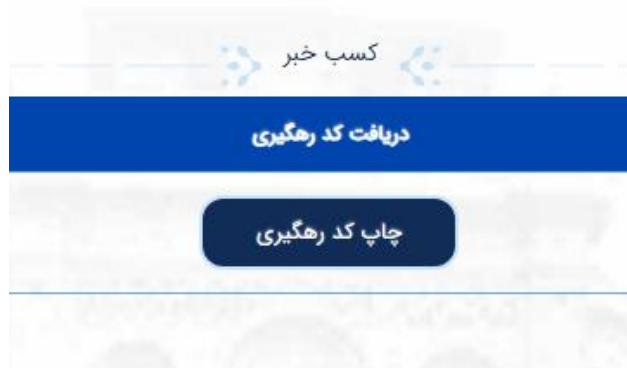 کسب خبر
دریافت کد رهگیری
چاپ کد رهگیری